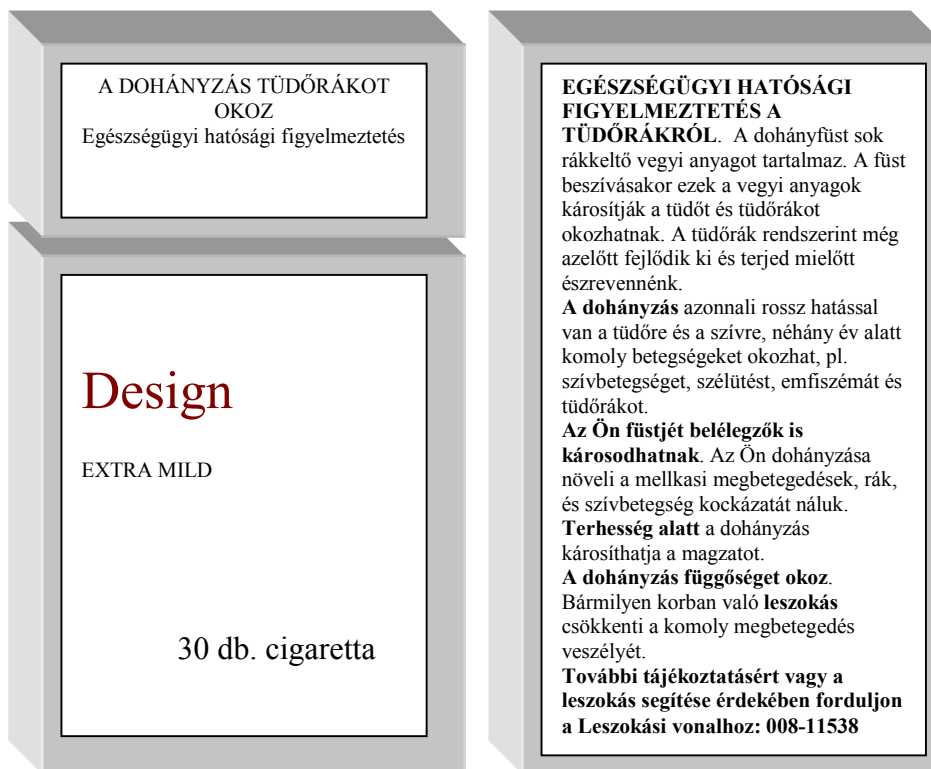 A DOHÁNYZÁS TÜDŐRÁKOT
OKOZ
Egészségügyi hatósági figyelmeztetés
Design
EXTRA MILD
30 db. cigaretta
EGÉSZSÉGÜGYI HATÓSÁGI
FIGYELMEZTETÉS A
TÜDŐRÁKRÓL. A dohányfüst sok
rákkeltő vegyi anyagot tartalmaz. A füst
beszívásakor ezek a vegyi anyagok
károsítják a tüdőt és tüdőrákot
okozhatnak. A tüdőrák rendszerint még
azelőtt fejlődik ki és terjed mielőtt
észrevennénk.
A dohányzás azonnali rossz hatással
van a tüdőre és a szívre, néhány év alatt
komoly betegségeket okozhat, pl.
szívbetegséget, szélütést, emfiszémát és
tüdőrákot.
Az Ön füstjét belélegzők is
károsodhatnak. Az Ön dohányzása
növeli a mellkasi megbetegedések, rák,
és szívbetegség kockázatát náluk.
Terhesség alatt a dohányzás
károsíthatja a magzatot.
A dohányzás függőséget okoz.
Bármilyen korban való leszokás
csökkenti a komoly megbetegedés
veszélyét.
További tájékoztatásért vagy a
leszokás segítése érdekében forduljon
a Leszokási vonalhoz: 008-11538